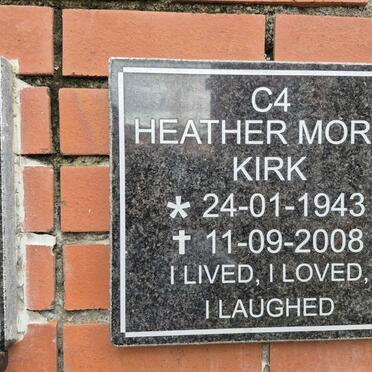 C4
HEATHER MOR
KIRK
* 24-01-1943
✝ 11-09-2008
I LIVED, I LOVED,
I LAUGHED